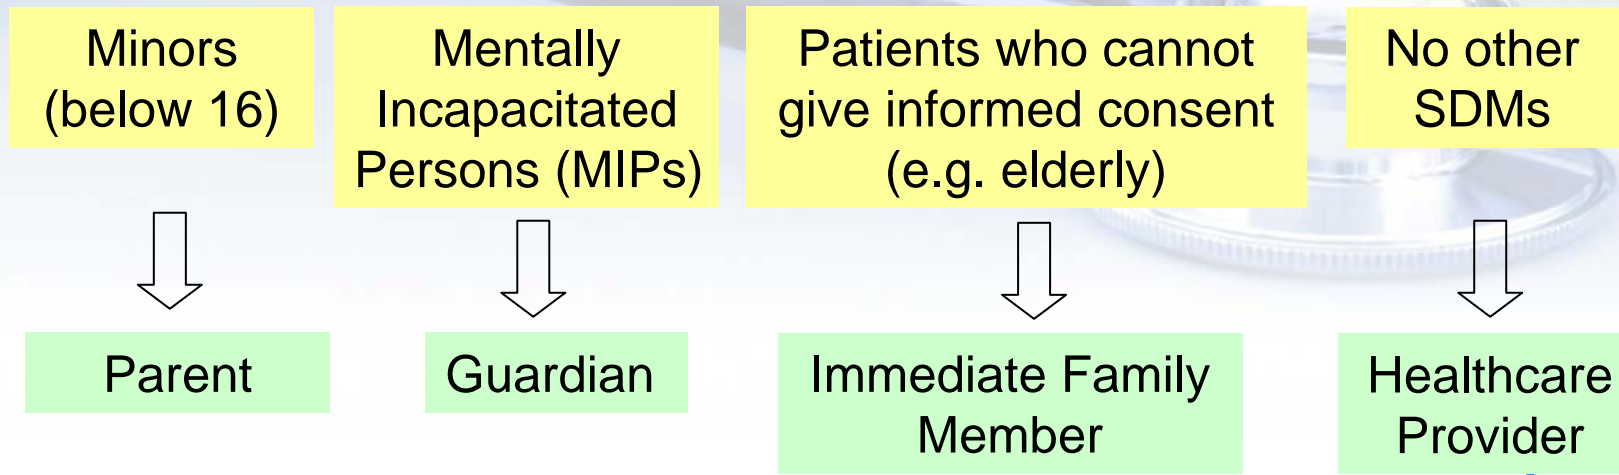 Minors
(below 16)
Mentally
Incapacitated
Persons (MIPs)
Patients who cannot
give informed consent
(e.g. elderly)
No other
SDMs
Parent
Guardian
Immediate Family
Member
Healthcare
Provider